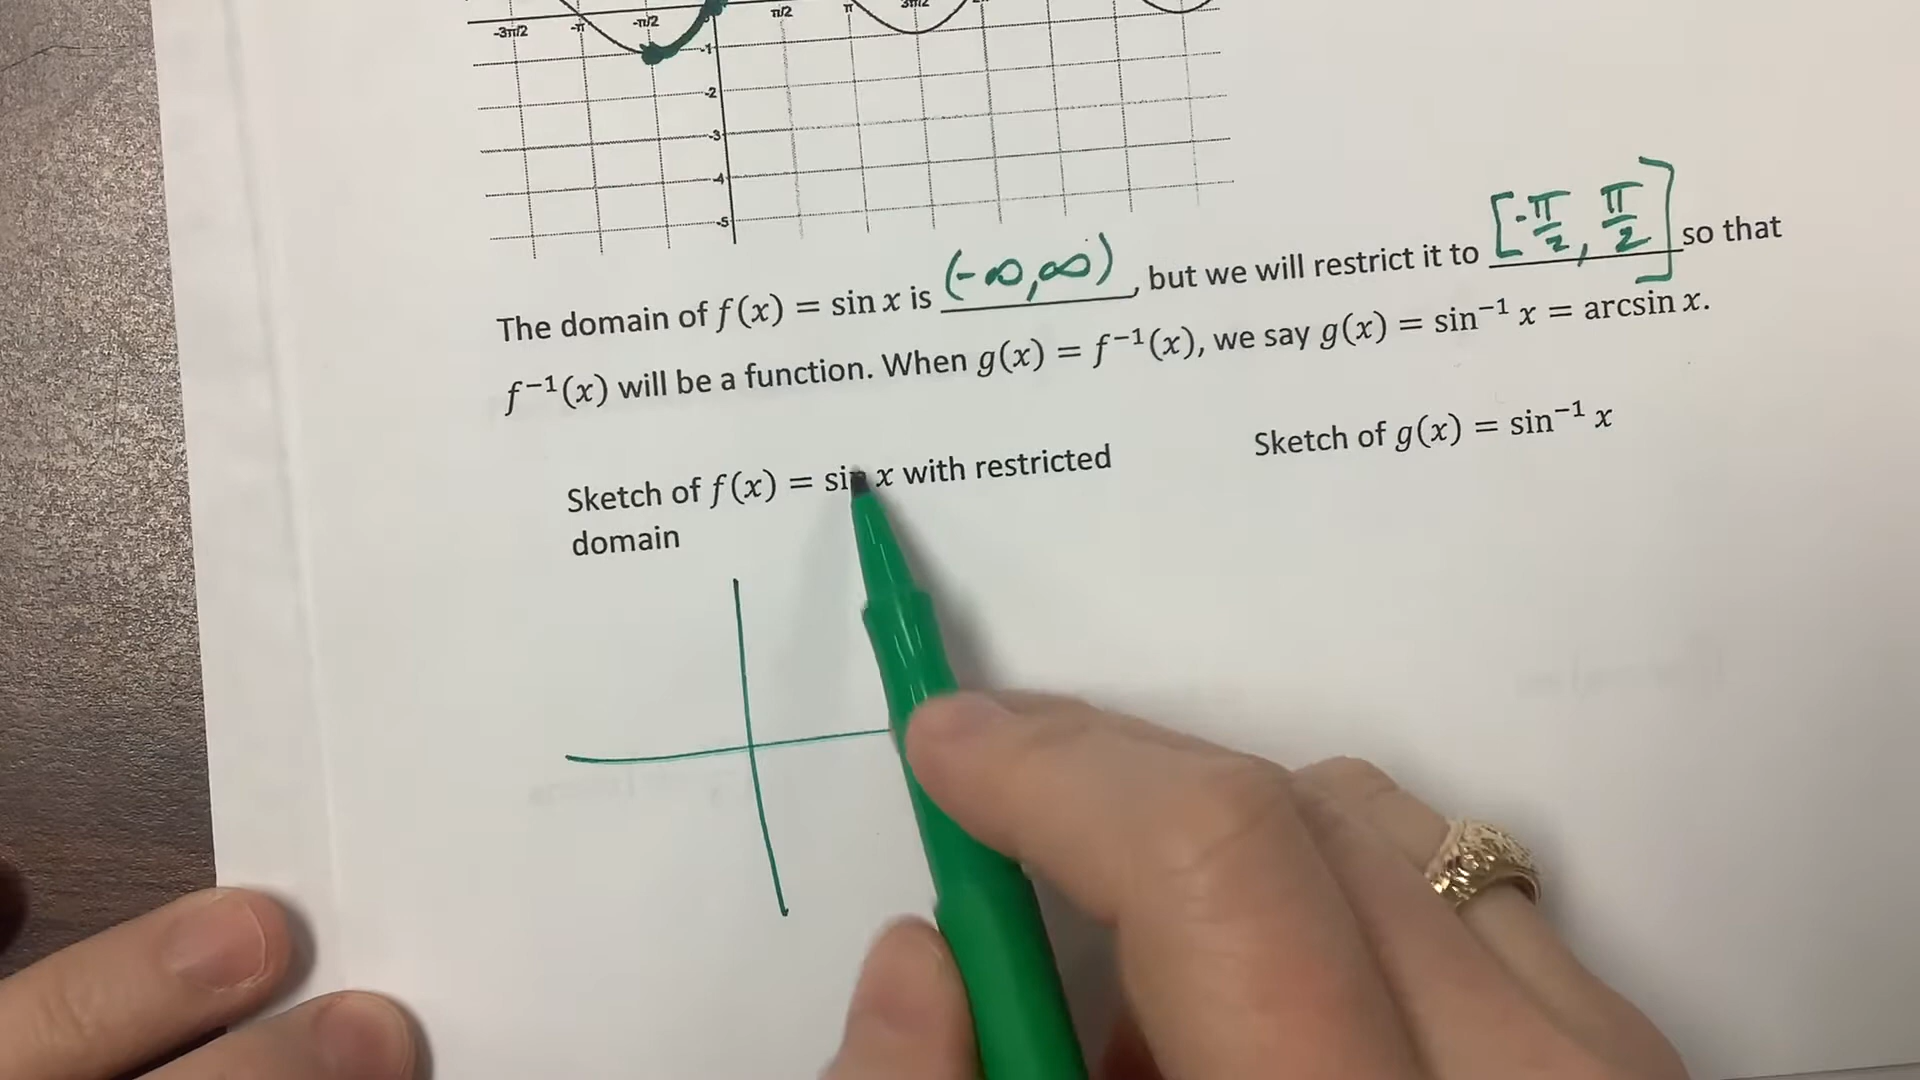 -3π/2 -π -π/2 π/2 π 3π/2
-1
-2
-3
-4
-5
The domain of f(x) = sin x is (-∞,∞), but we will restrict it to [-π/2, π/2] so that
f⁻¹(x) will be a function. When g(x) = f⁻¹(x), we say g(x) = sin⁻¹ x = arcsin x.
Sketch of f(x) = sin x with restricted
domain
Sketch of g(x) = sin⁻¹ x